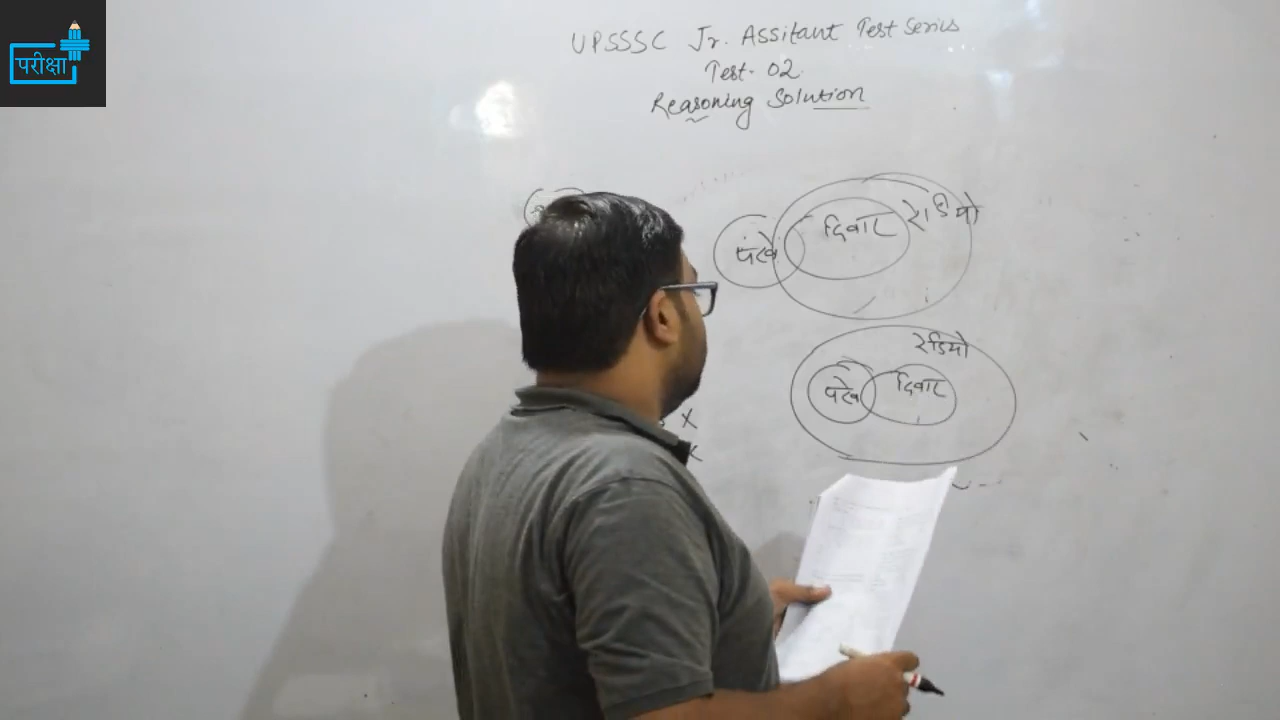 परीक्षा
UPSSSC Jr. Assitant Test Series
Test- 02
Reasoning Solution
पंखे दिवार रेडियो
रेडियो
पंखे दिवार
X